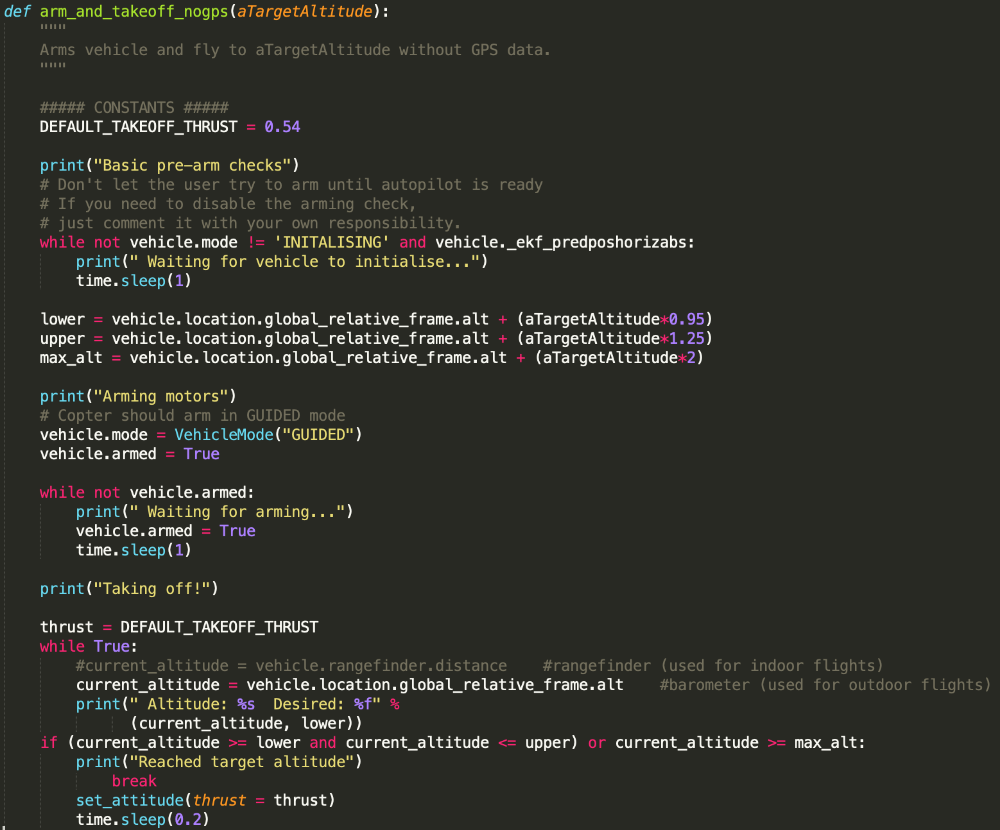 def arm_and_takeoff_nogps(aTargetAltitude):
    """
    Arms vehicle and fly to aTargetAltitude without GPS data.
    """

    ##### CONSTANTS #####
    DEFAULT_TAKEOFF_THRUST = 0.54

    print("Basic pre-arm checks")
    # Don't let the user try to arm until autopilot is ready
    # If you need to disable the arming check,
    # just comment it with your own responsibility.
    while not vehicle.mode != 'INITALISING' and vehicle._ekf_predposhorizabs:
        print(" Waiting for vehicle to initialise...")
        time.sleep(1)

    lower = vehicle.location.global_relative_frame.alt + (aTargetAltitude*0.95)
    upper = vehicle.location.global_relative_frame.alt + (aTargetAltitude*1.25)
    max_alt = vehicle.location.global_relative_frame.alt + (aTargetAltitude*2)

    print("Arming motors")
    # Copter should arm in GUIDED mode
    vehicle.mode = VehicleMode("GUIDED")
    vehicle.armed = True

    while not vehicle.armed:
        print(" Waiting for arming...")
        vehicle.armed = True
        time.sleep(1)

    print("Taking off!")

    thrust = DEFAULT_TAKEOFF_THRUST
    while True:
        #current_altitude = vehicle.rangefinder.distance    #rangefinder (used for indoor flights)
        current_altitude = vehicle.location.global_relative_frame.alt    #barometer (used for outdoor flights)
        print(" Altitude: %s  Desired: %f" %
              (current_altitude, lower))
    if (current_altitude >= lower and current_altitude <= upper) or current_altitude >= max_alt:
        print("Reached target altitude")
            break
        set_attitude(thrust = thrust)
        time.sleep(0.2)